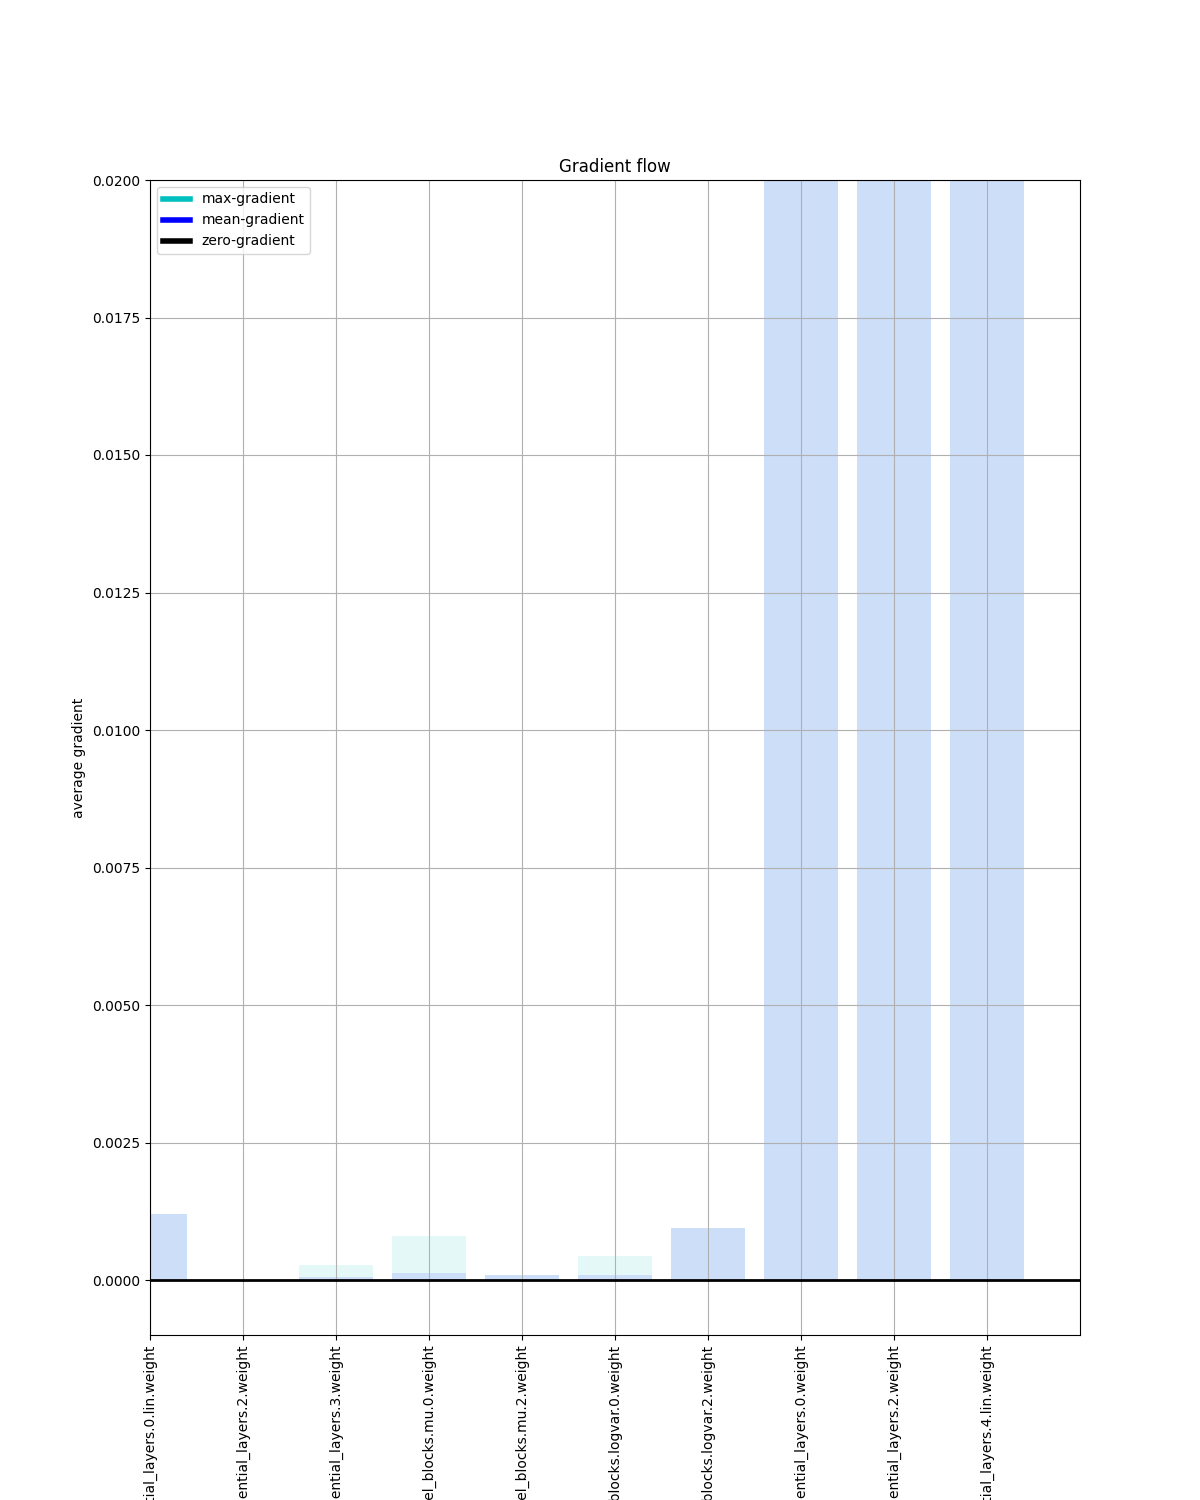 Gradient flow
max-gradient
mean-gradient
zero-gradient
0.0200
0.0175
0.0150
0.0125
0.0100
0.0075
0.0050
0.0025
0.0000
average gradient
tial_layers.0.lin.weight
ential_layers.2.weight
ential_layers.3.weight
el_blocks.mu.0.weight
el_blocks.mu.2.weight
blocks.logvar.0.weight
blocks.logvar.2.weight
ential_layers.0.weight
ential_layers.2.weight
tial_layers.4.lin.weight